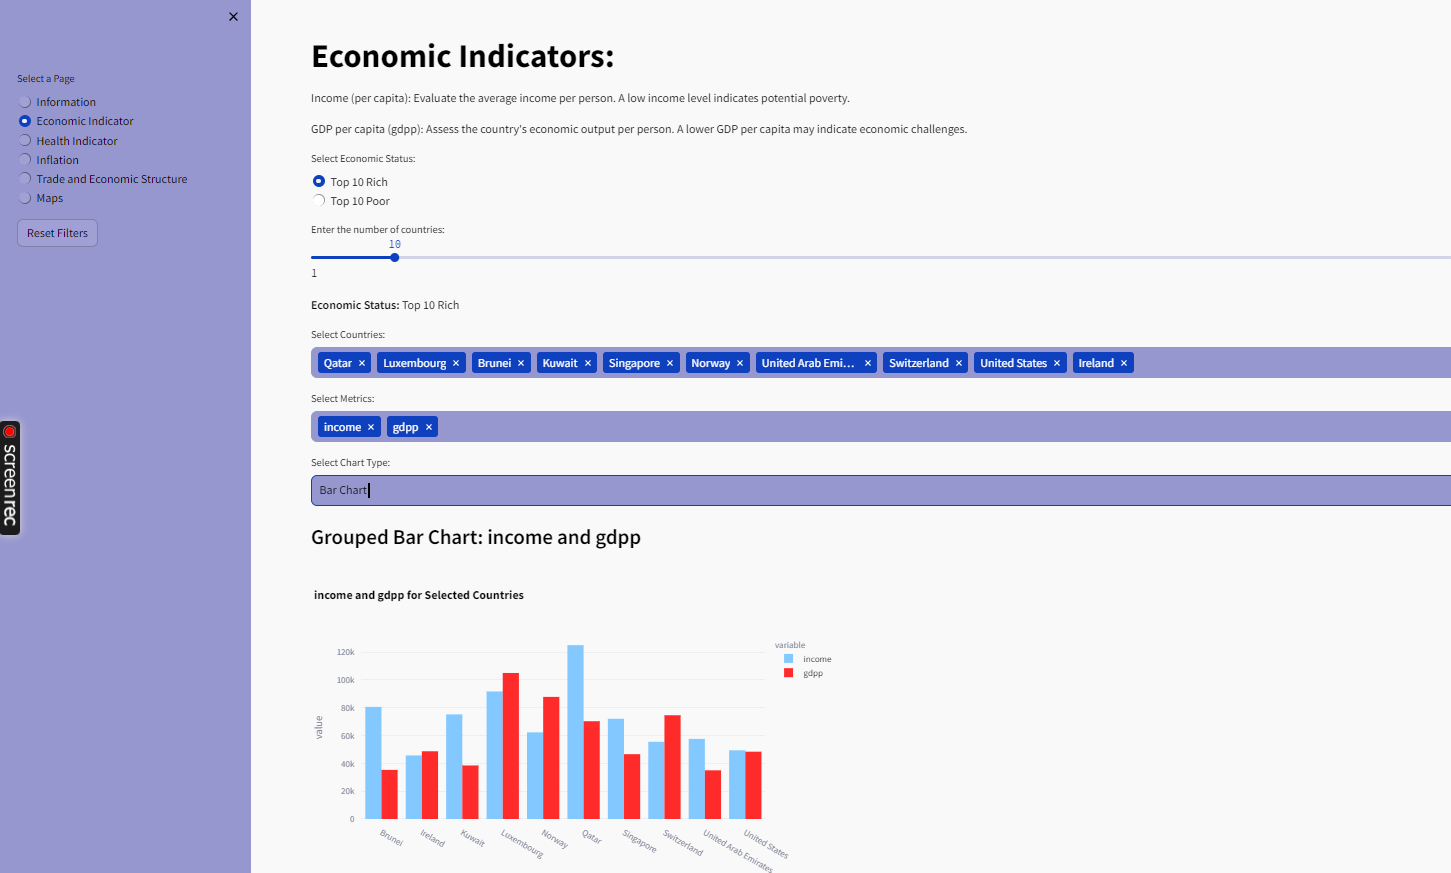 ×
Select a Page
Information
Economic Indicator
Health Indicator
Inflation
Trade and Economic Structure
Maps
Reset Filters
screenrec
Economic Indicators:
Income (per capita): Evaluate the average income per person. A low income level indicates potential poverty.
GDP per capita (gdpp): Assess the country's economic output per person. A lower GDP per capita may indicate economic challenges.
Select Economic Status:
Top 10 Rich
Top 10 Poor
Enter the number of countries:
10
1
Economic Status: Top 10 Rich
Select Countries:
Qatar × Luxembourg × Brunei × Kuwait × Singapore × Norway × United Arab Emi... × Switzerland × United States × Ireland ×
Select Metrics:
income × gdpp ×
Select Chart Type:
Bar Chart
Grouped Bar Chart: income and gdpp
income and gdpp for Selected Countries
variable
income
gdpp
value
120k
100k
80k
60k
40k
20k
0
Brunei
Ireland
Kuwait
Luxembourg
Norway
Qatar
Singapore
Switzerland
United Arab Emirates
United States